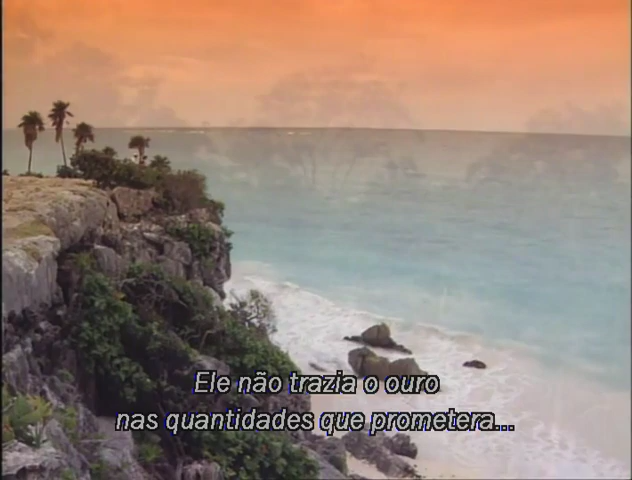 Ele não trazia o ouro
nas quantidades que prometera...